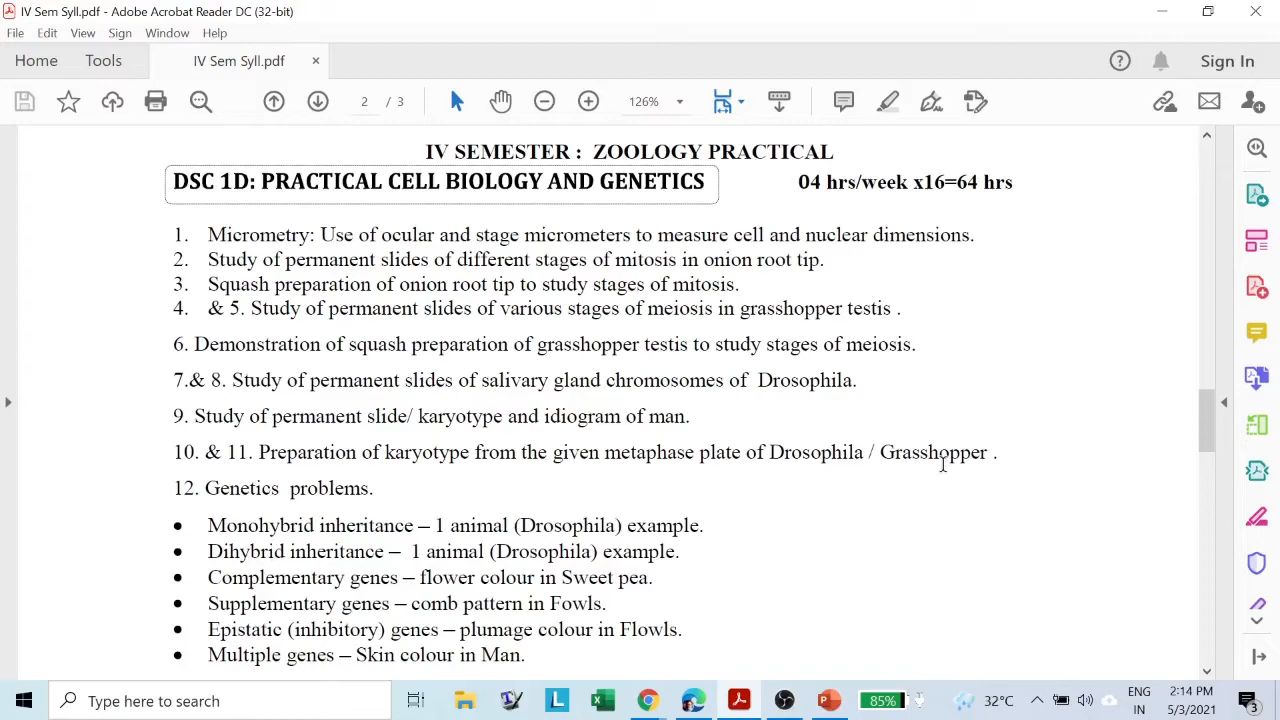 IV Sem Syll.pdf - Adobe Acrobat Reader DC (32-bit)
File Edit View Sign Window Help
Home Tools IV Sem Syll.pdf × Sign In
2 / 3 126%
IV SEMESTER : ZOOLOGY PRACTICAL
DSC 1D: PRACTICAL CELL BIOLOGY AND GENETICS 04 hrs/week x16=64 hrs
1. Micrometry: Use of ocular and stage micrometers to measure cell and nuclear dimensions.
2. Study of permanent slides of different stages of mitosis in onion root tip.
3. Squash preparation of onion root tip to study stages of mitosis.
4. & 5. Study of permanent slides of various stages of meiosis in grasshopper testis .
6. Demonstration of squash preparation of grasshopper testis to study stages of meiosis.
7.& 8. Study of permanent slides of salivary gland chromosomes of Drosophila.
9. Study of permanent slide/ karyotype and idiogram of man.
10. & 11. Preparation of karyotype from the given metaphase plate of Drosophila / Grasshopper .
12. Genetics problems.
• Monohybrid inheritance – 1 animal (Drosophila) example.
• Dihybrid inheritance – 1 animal (Drosophila) example.
• Complementary genes – flower colour in Sweet pea.
• Supplementary genes – comb pattern in Fowls.
• Epistatic (inhibitory) genes – plumage colour in Flowls.
• Multiple genes – Skin colour in Man.
Type here to search 85% 32°C ENG 2:14 PM
IN 5/3/2021 3